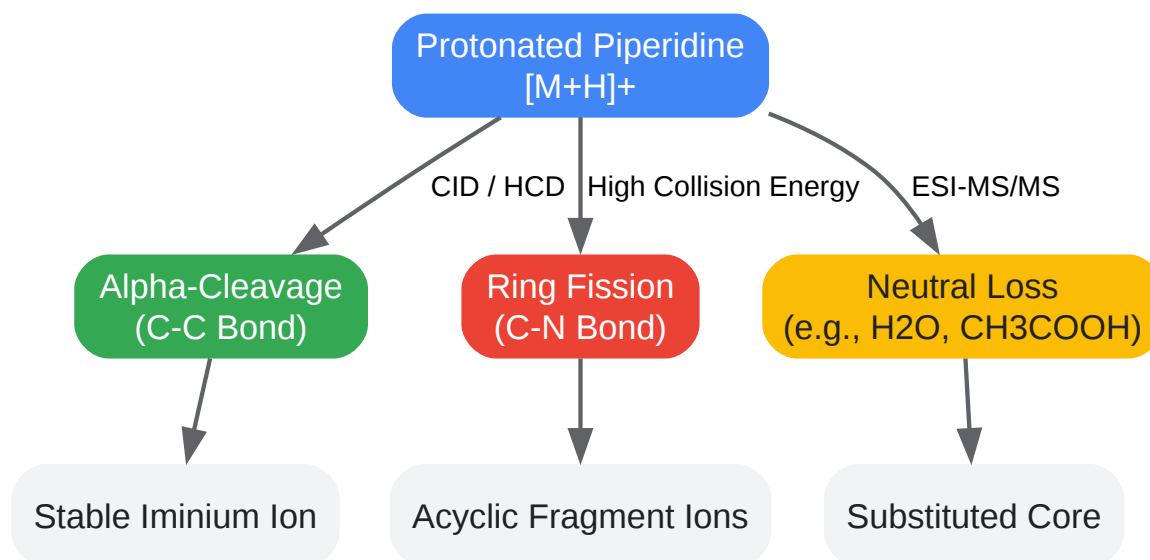 Protonated Piperidine
[M+H]+
CID / HCD
High Collision Energy
ESI-MS/MS
Alpha-Cleavage
(C-C Bond)
Ring Fission
(C-N Bond)
Neutral Loss
(e.g., H2O, CH3COOH)
Stable Iminium Ion
Acyclic Fragment Ions
Substituted Core